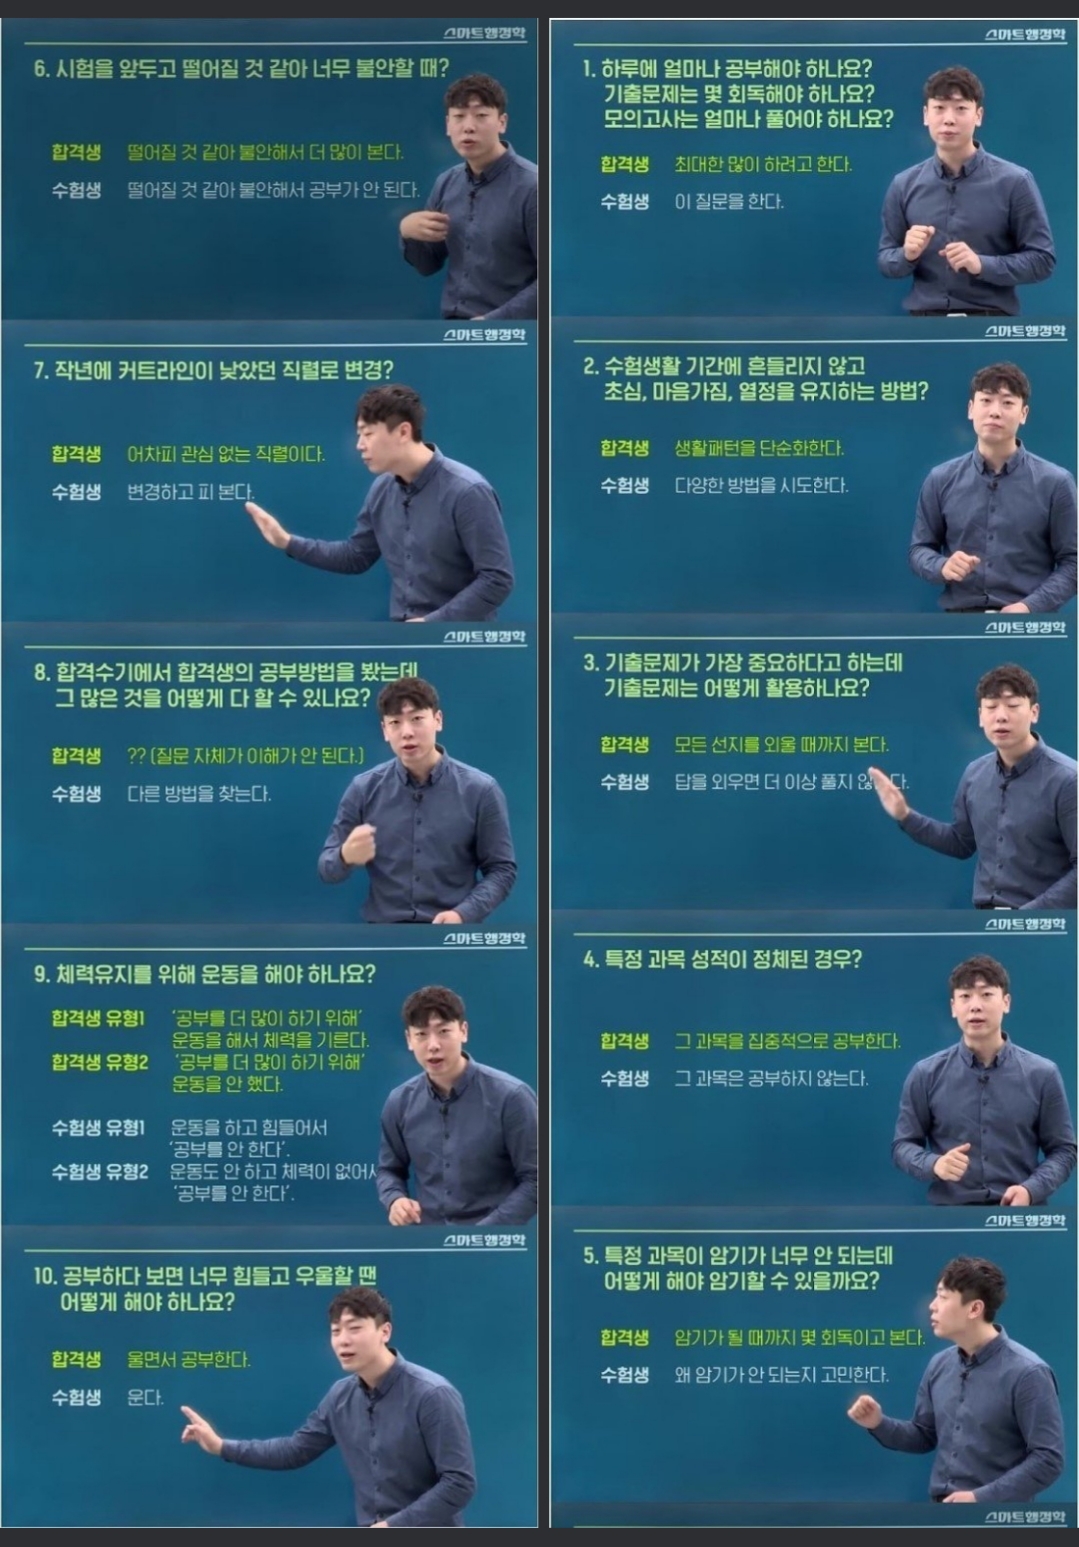 스마트행정학
6. 시험을 앞두고 떨어질 것 같아 너무 불안할 때?
합격생 떨어질 것 같아 불안해서 더 많이 본다.
수험생 떨어질 것 같아 불안해서 공부가 안 된다.
스마트행정학
7. 작년에 커트라인이 낮았던 직렬로 변경?
합격생 어차피 관심 없는 직렬이다.
수험생 변경하고 피 본다.
스마트행정학
8. 합격수기에서 합격생의 공부방법을 봤는데
그 많은 것을 어떻게 다 할 수 있나요?
합격생 ?? (질문 자체가 이해가 안 된다.)
수험생 다른 방법을 찾는다.
스마트행정학
9. 체력유지를 위해 운동을 해야 하나요?
합격생 유형1 '공부를 더 많이 하기 위해'
운동을 해서 체력을 기른다.
합격생 유형2 '공부를 더 많이 하기 위해'
운동을 안 했다.
수험생 유형1 운동을 하고 힘들어서
'공부를 안 한다'.
수험생 유형2 운동도 안 하고 체력이
'공부를 안 한다'.
스마트행정학
10. 공부하다 보면 너무 힘들고 우울할 땐
어떻게 해야 하나요?
합격생 울면서 공부한다.
수험생 운다.
스마트행정학
1. 하루에 얼마나 공부해야 하나요?
기출문제는 몇 회독해야 하나요?
모의고사는 얼마나 풀어야 하나요?
합격생 최대한 많이 하려고 한다.
수험생 이 질문을 한다.
스마트행정학
2. 수험생활 기간에 흔들리지 않고
초심, 마음가짐, 열정을 유지하는 방법?
합격생 생활패턴을 단순화한다.
수험생 다양한 방법을 시도한다.
스마트행정학
3. 기출문제가 가장 중요하다고 하는데
기출문제는 어떻게 활용하나요?
합격생 모든 선지를 외울 때까지 본다.
수험생 답을 외우면 더 이상 풀지
스마트행정학
4. 특정 과목 성적이 정체된 경우?
합격생 그 과목을 집중적으로 공부한다.
수험생 그 과목은 공부하지 않는다.
스마트행정학
5. 특정 과목이 암기가 너무 안 되는데
어떻게 해야 암기할 수 있을까요?
합격생 암기가 될 때까지 몇 회독이고 본다.
수험생 왜 암기가 안 되는지 고민한다.
스마트행정학